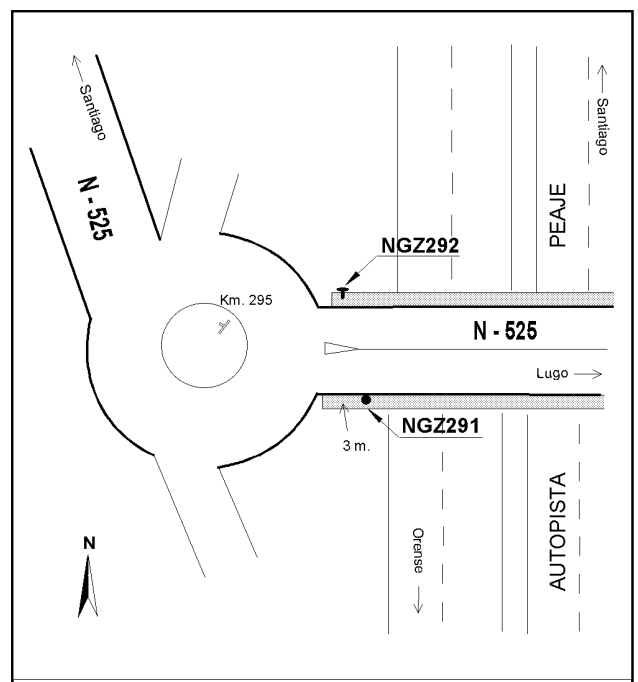 Santiago
N - 525
Santiago
PEAJE
NGZ292
Km. 295
N - 525
Lugo
NGZ291
3 m.
Orense
AUTOPISTA
N